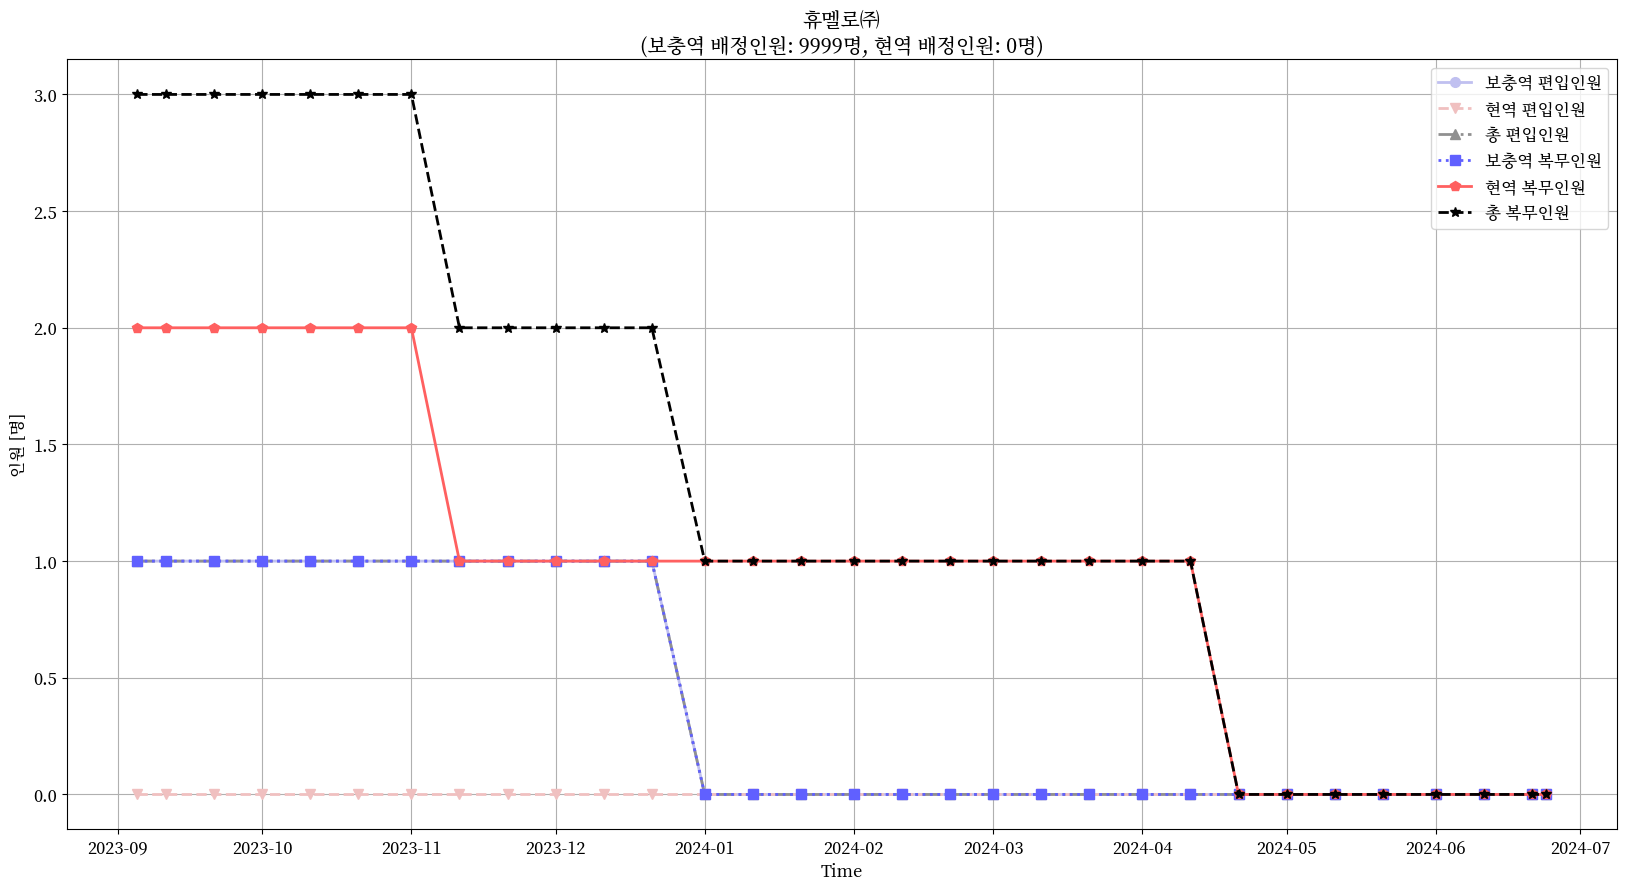 휴멜로㈜
(보충역 배정인원: 9999명, 현역 배정인원: 0명)
보충역 편입인원
현역 편입인원
총 편입인원
보충역 복무인원
현역 복무인원
총 복무인원
인원 [명]
3.0
2.5
2.0
1.5
1.0
0.5
0.0
2023-09
2023-10
2023-11
2023-12
2024-01
2024-02
2024-03
2024-04
2024-05
2024-06
2024-07
Time